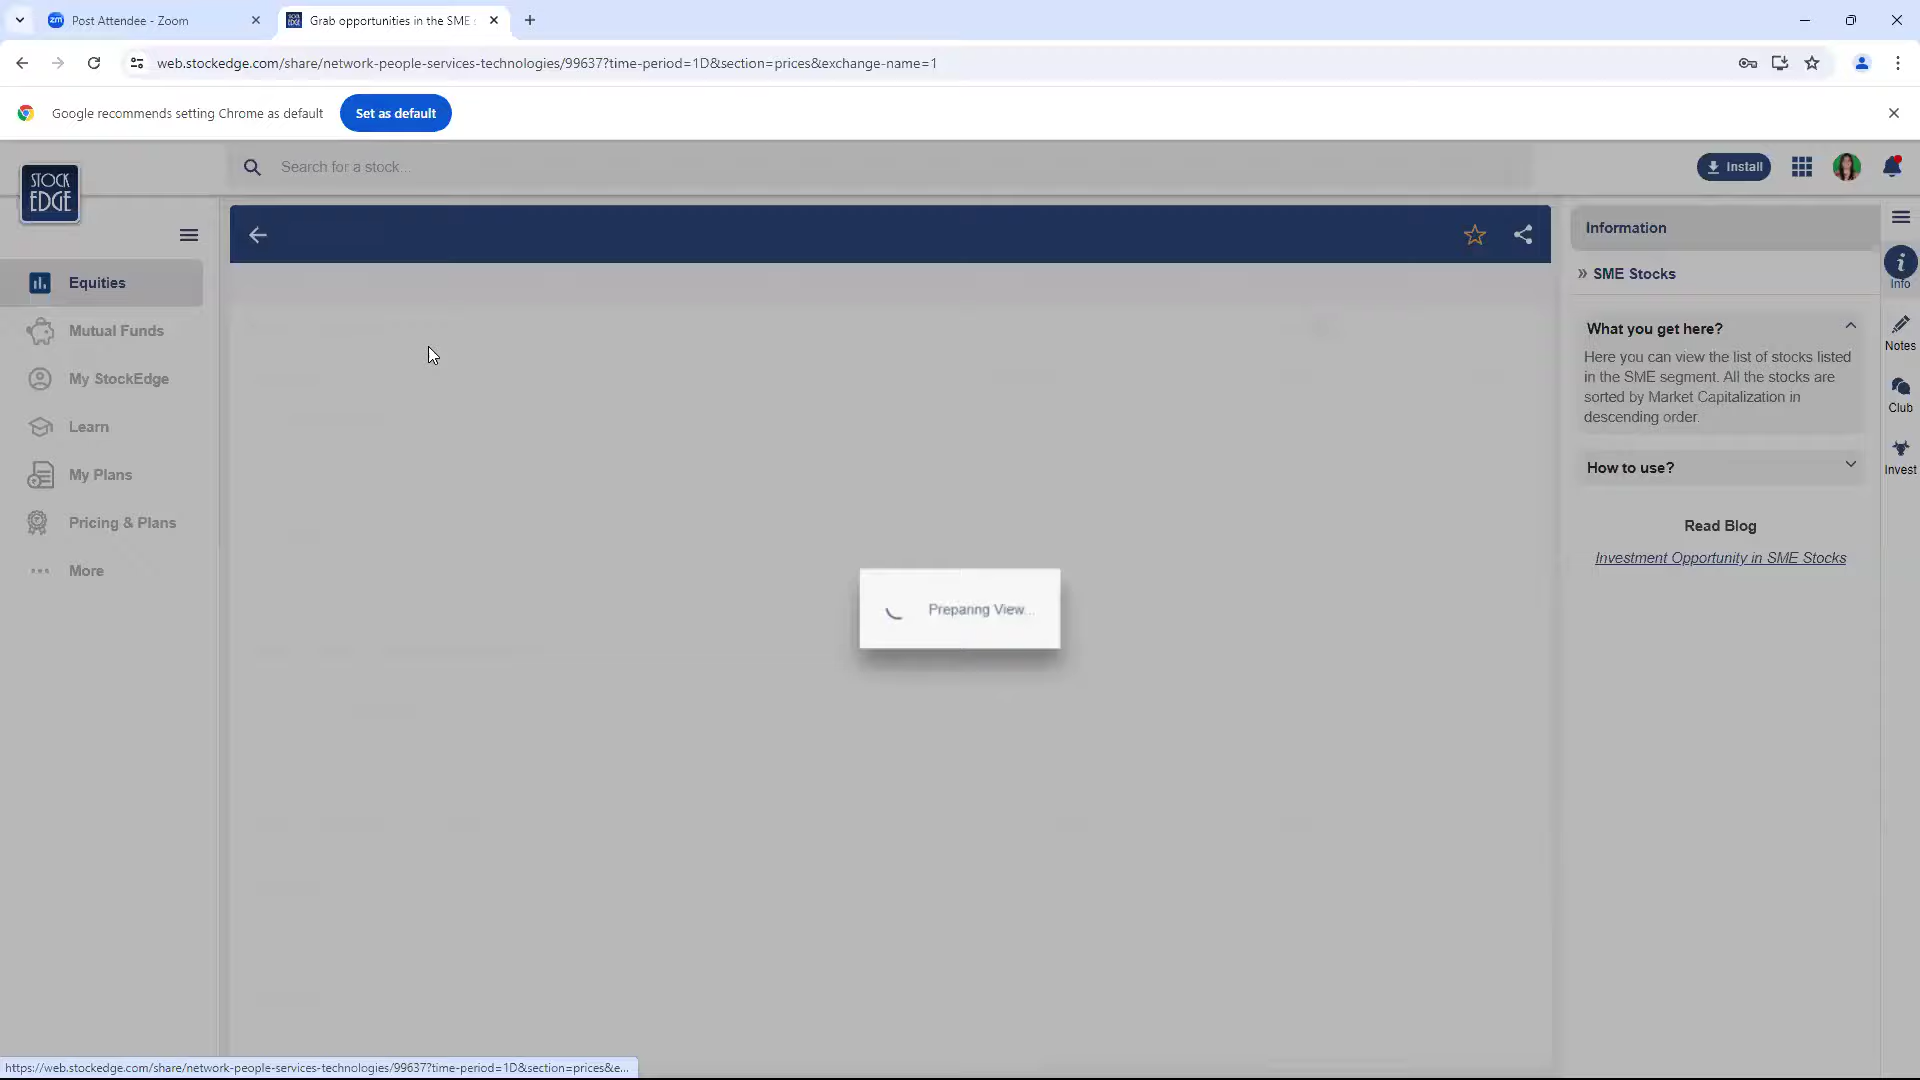 Post Attendee - Zoom
Grab opportunities in the SME
web.stockedge.com/share/network-people-services-technologies/99637?time-period=1D&section=prices&exchange-name=1
Google recommends setting Chrome as default
Set as default
STOCK
EDGE
Search for a stock...
Install
Equities
Mutual Funds
My StockEdge
Learn
My Plans
Pricing & Plans
More
Preparing View...
Information
» SME Stocks
What you get here?
Here you can view the list of stocks listed
in the SME segment. All the stocks are
sorted by Market Capitalization in
descending order.
How to use?
Read Blog
Investment Opportunity in SME Stocks
Info
Notes
Club
Invest
https://web.stockedge.com/share/network-people-services-technologies/99637?time-period=1D&section=prices&e...